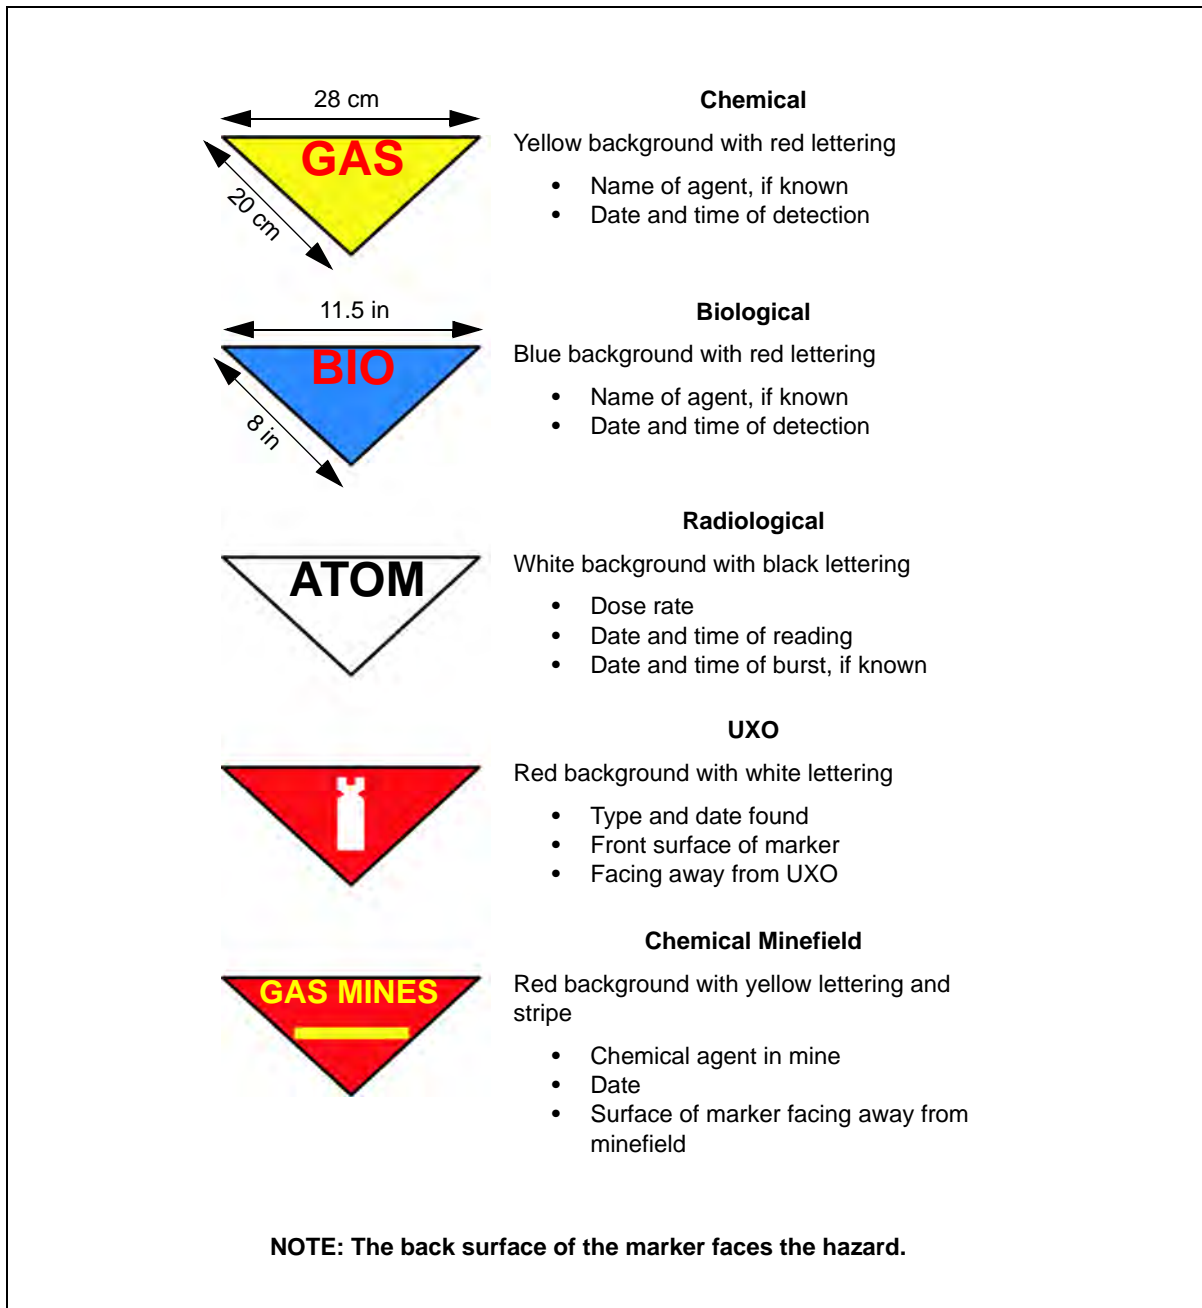 28 cm
Chemical
GAS
20 cm
Yellow background with red lettering
• Name of agent, if known
• Date and time of detection
11.5 in
Biological
BIO
8 in
Blue background with red lettering
• Name of agent, if known
• Date and time of detection
Radiological
ATOM
White background with black lettering
• Dose rate
• Date and time of reading
• Date and time of burst, if known
UXO
Red background with white lettering
• Type and date found
• Front surface of marker
• Facing away from UXO
Chemical Minefield
GAS MINES
Red background with yellow lettering and
stripe
• Chemical agent in mine
• Date
• Surface of marker facing away from
minefield
NOTE: The back surface of the marker faces the hazard.